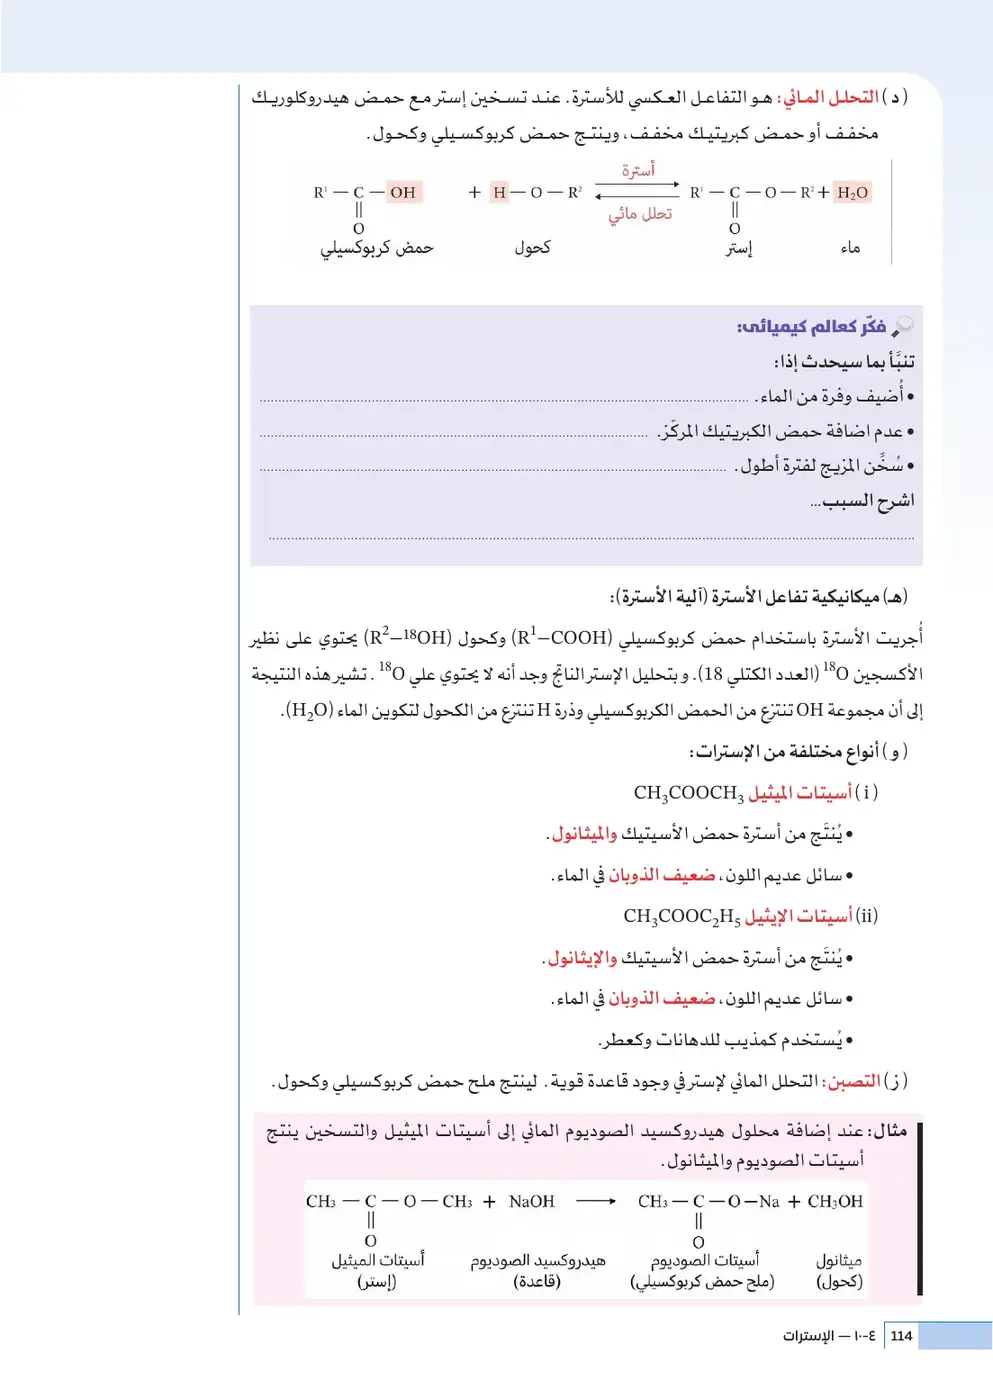 ( د ) التحلل المائي: هو التفاعل العكسي للأسترة. عند تسخين إستر مع حمض هيدروكلوريك
مخفف أو حمض كبريتيك مخفف، وينتج حمض كربوكسيلي وكحول.
أسترة
R¹ — C — OH + H — O — R² R¹ — C — O — R² + H₂O
تحلل مائي
|| ||
O O
حمض كربوكسيلي كحول إستر ماء
فكّر كعالم كيميائي:
تنبَّأ بما سيحدث إذا:
• أُضيف وفرة من الماء. ........................................
• عدم اضافة حمض الكبريتيك المركّز. ........................................
• سُخَّن المزيج لفترة أطول. ........................................
اشرح السبب...
........................................
(هـ) ميكانيكية تفاعل الأسترة (آلية الأسترة):
أُجريت الأسترة باستخدام حمض كربوكسيلي (R¹–COOH) وكحول (R²–¹⁸OH) يحتوي على نظير
الأكسجين ¹⁸O (العدد الكتلي 18). و بتحليل الإستر الناتج وجد أنه لا يحتوي علي ¹⁸O . تشير هذه النتيجة
إلى أن مجموعة OH تنتزع من الحمض الكربوكسيلي وذرة H تنتزع من الكحول لتكوين الماء (H₂O).
( و ) أنواع مختلفة من الإسترات:
( i ) أسيتات الميثيل CH₃COOCH₃
• يُنتَج من أسترة حمض الأسيتيك والميثانول.
• سائل عديم اللون، ضعيف الذوبان في الماء.
(ii) أسيتات الإيثيل CH₃COOC₂H₅
• يُنتَج من أسترة حمض الأسيتيك والإيثانول.
• سائل عديم اللون، ضعيف الذوبان في الماء.
• يُستخدم كمذيب للدهانات وكعطر.
( ز ) التصبن: التحلل المائي لإستر في وجود قاعدة قوية. لينتج ملح حمض كربوكسيلي وكحول.
مثال: عند إضافة محلول هيدروكسيد الصوديوم المائي إلى أسيتات الميثيل والتسخين ينتج
أسيتات الصوديوم والميثانول.
CH₃ — C — O — CH₃ + NaOH ⟶ CH₃ — C — O — Na + CH₃OH
|| ||
O O
أسيتات الميثيل هيدروكسيد الصوديوم أسيتات الصوديوم ميثانول
(إستر) (قاعدة) (ملح حمض كربوكسيلي) (كحول)
114 ٤-١٠ — الإسترات